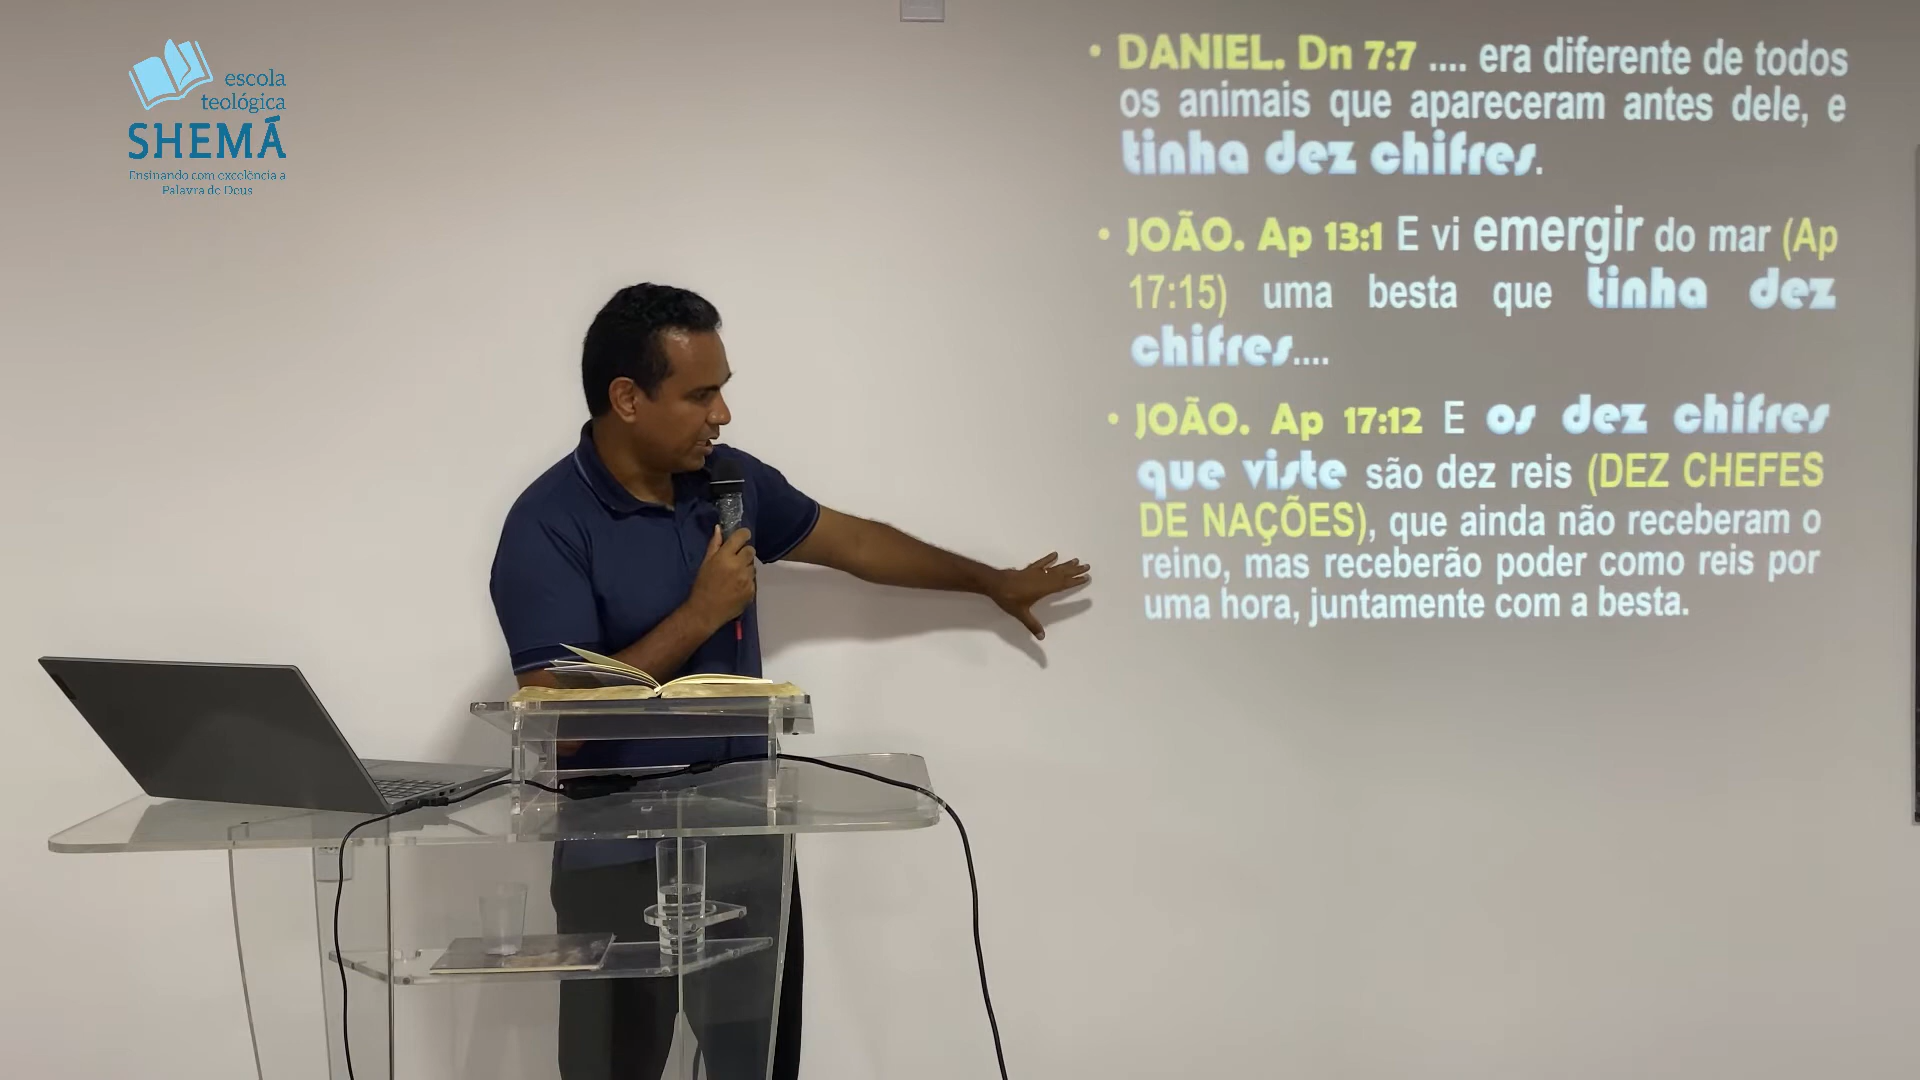 escola
teológica
SHEMÁ
Ensinando com excelência a
Palavra de Deus
• DANIEL. Dn 7:7 .... era diferente de todos
os animais que apareceram antes dele, e
tinha dez chifres.
• JOÃO. Ap 13:1 E vi emergir do mar (Ap
17:15) uma besta que tinha dez
chifres....
• JOÃO. Ap 17:12 E os dez chifres
que viste são dez reis (DEZ CHEFES
DE NAÇÕES), que ainda não receberam o
reino, mas receberão poder como reis por
uma hora, juntamente com a besta.